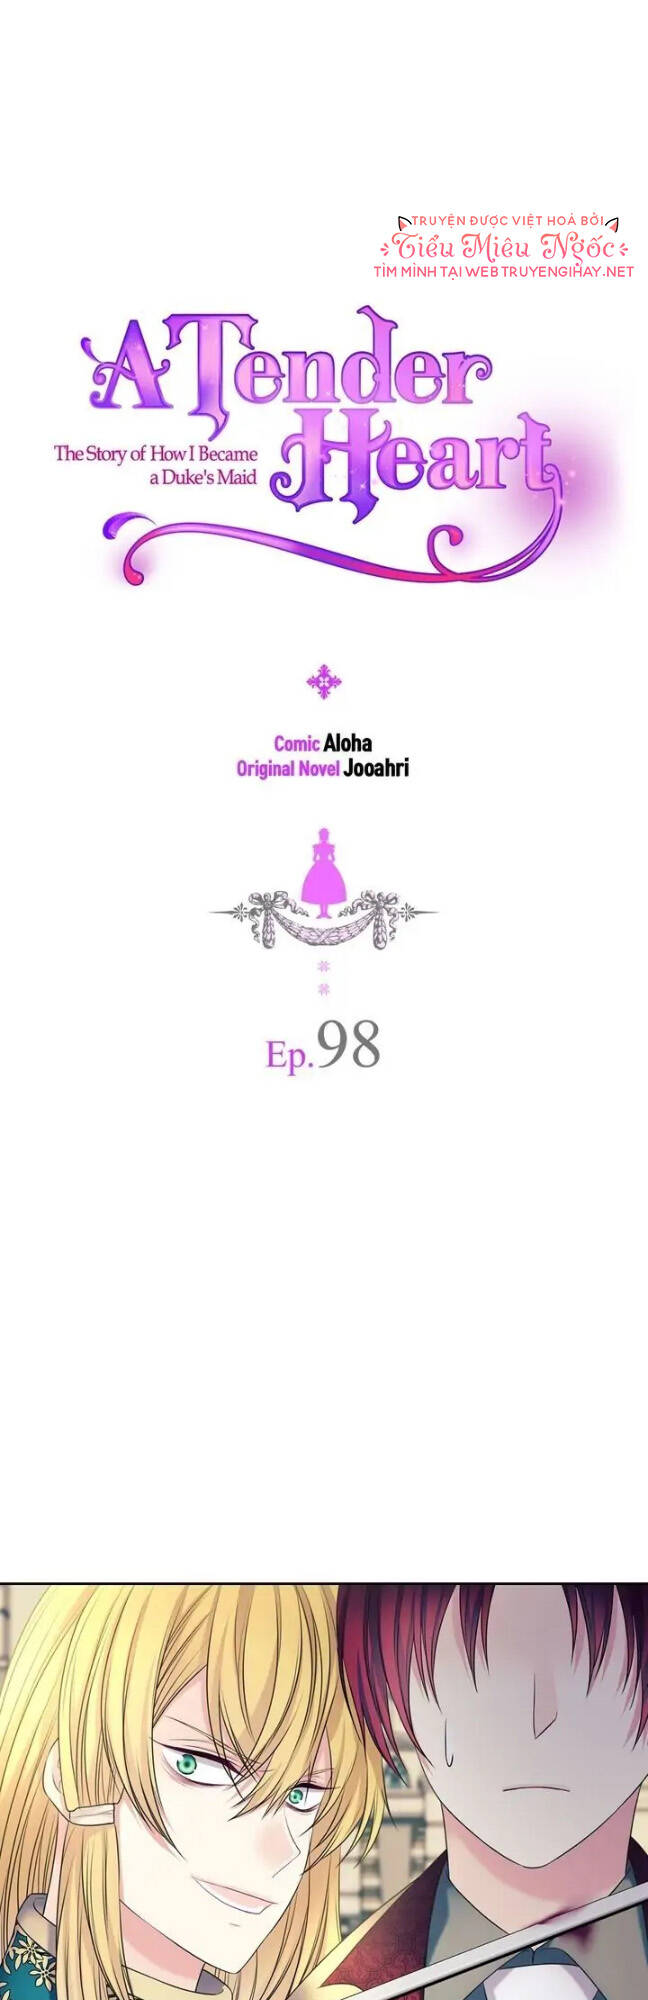 TRUYỆN ĐƯỢC VIỆT HOÁ BỞI
Tiểu Miêu Ngốc
TÌM MÌNH TẠI WEBTRUYENGIHAY.NET
A Tender
Heart
The Story of How I Became
a Duke's Maid
Comic Aloha
Original Novel Jooahri
Ep.98